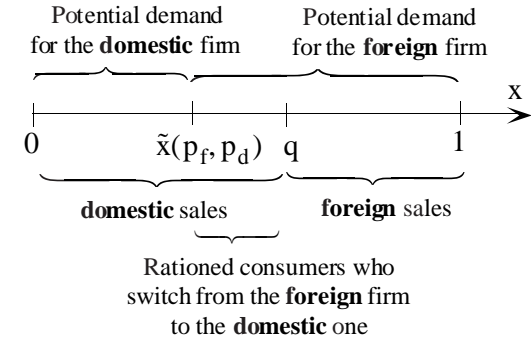 Potential demand
for the domestic firm
Potential demand
for the foreign firm
x
0
x̃(p_f, p_d)
q
1
domestic sales
foreign sales
Rationed consumers who
switch from the foreign firm
to the domestic one